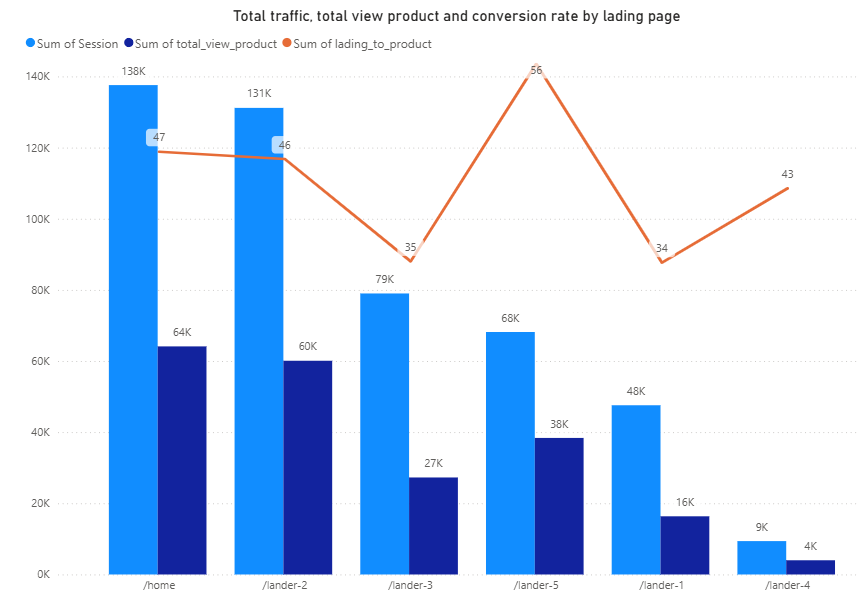 Total traffic, total view product and conversion rate by lading page
Sum of Session Sum of total_view_product Sum of lading_to_product
140K
120K
100K
80K
60K
40K
20K
0K
138K
131K
79K
68K
48K
9K
64K
60K
27K
38K
16K
4K
47
46
35
56
34
43
/home /lander-2 /lander-3 /lander-5 /lander-1 /lander-4